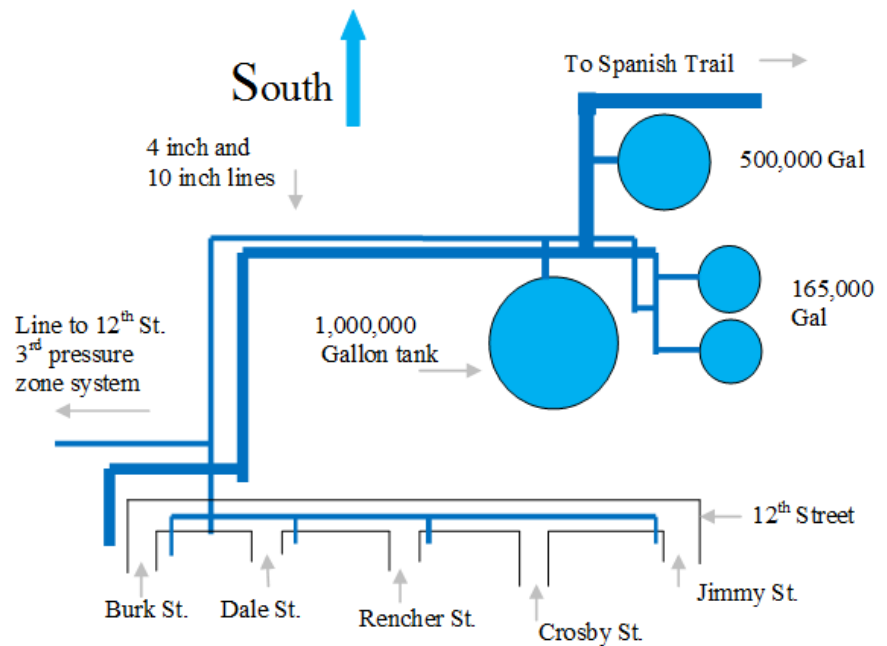 To Spanish Trail
South
4 inch and
10 inch lines
500,000 Gal
165,000
Gal
Line to 12th St.
3rd pressure
zone system
1,000,000
Gallon tank
12th Street
Burk St.
Dale St.
Rencher St.
Crosby St.
Jimmy St.